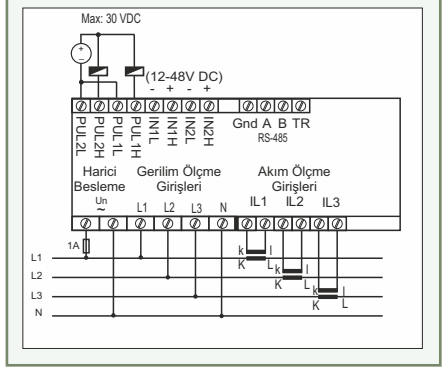 Max: 30 VDC
+
−
(12-48V DC)
- + - +
PUL2L PUL2H PUL1L PUL1H IN1L IN1H IN2L IN2H Gnd A B TR
RS-485
Harici Besleme
Un
~
Gerilim Ölçme Girişleri
L1 L2 L3 N
Akım Ölçme Girişleri
IL1 IL2 IL3
1A
L1
k l
K L
L2
k l
K L
L3
k l
K L
N